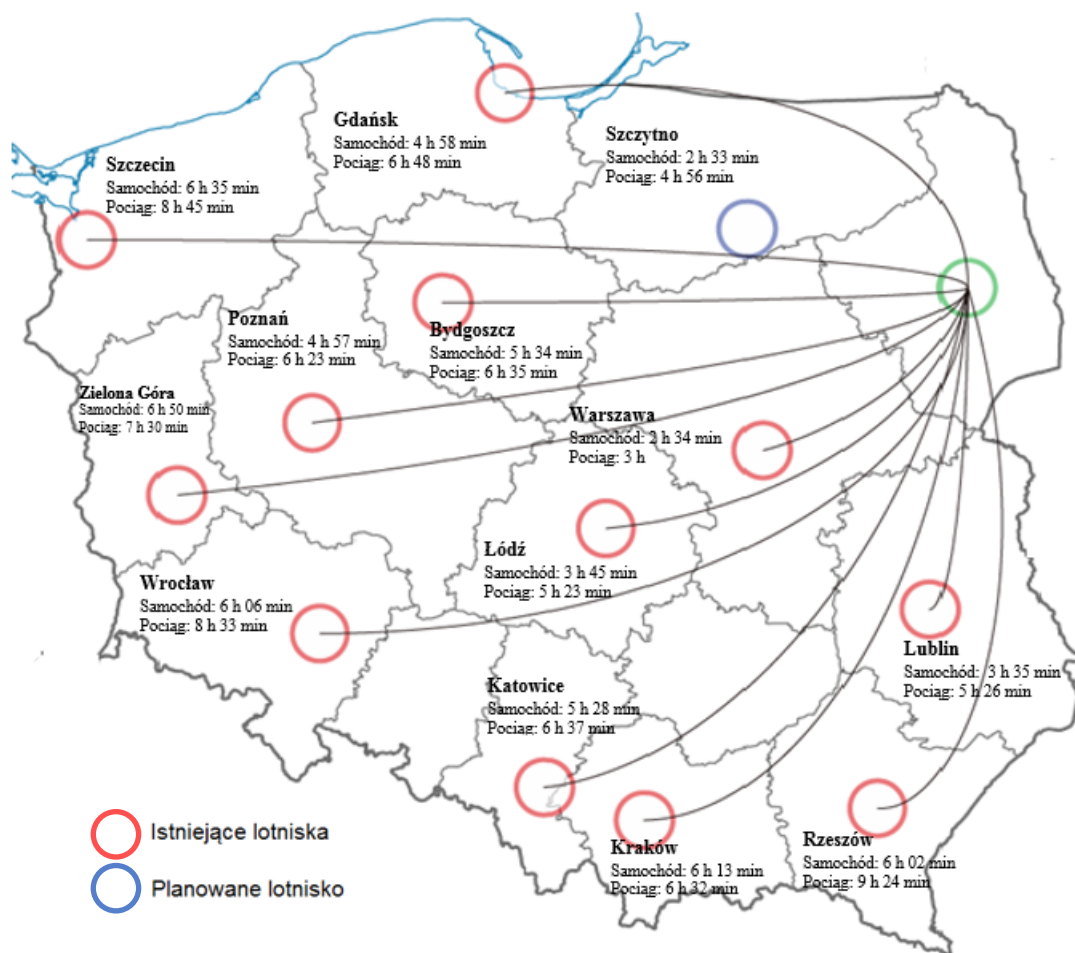 Gdańsk
Samochód: 4 h 58 min
Pociąg: 6 h 48 min
Szczytno
Samochód: 2 h 33 min
Pociąg: 4 h 56 min
Szczecin
Samochód: 6 h 35 min
Pociąg: 8 h 45 min
Poznań
Samochód: 4 h 57 min
Pociąg: 6 h 23 min
Bydgoszcz
Samochód: 5 h 34 min
Pociąg: 6 h 35 min
Zielona Góra
Samochód: 6 h 50 min
Pociąg: 7 h 30 min
Warszawa
Samochód: 2 h 34 min
Pociąg: 3 h
Łódź
Samochód: 3 h 45 min
Pociąg: 5 h 23 min
Wrocław
Samochód: 6 h 06 min
Pociąg: 8 h 33 min
Lublin
Samochód: 3 h 35 min
Pociąg: 5 h 26 min
Katowice
Samochód: 5 h 28 min
Pociąg: 6 h 37 min
Kraków
Samochód: 6 h 13 min
Pociąg: 6 h 32 min
Rzeszów
Samochód: 6 h 02 min
Pociąg: 9 h 24 min
Istniejące lotniska
Planowane lotnisko